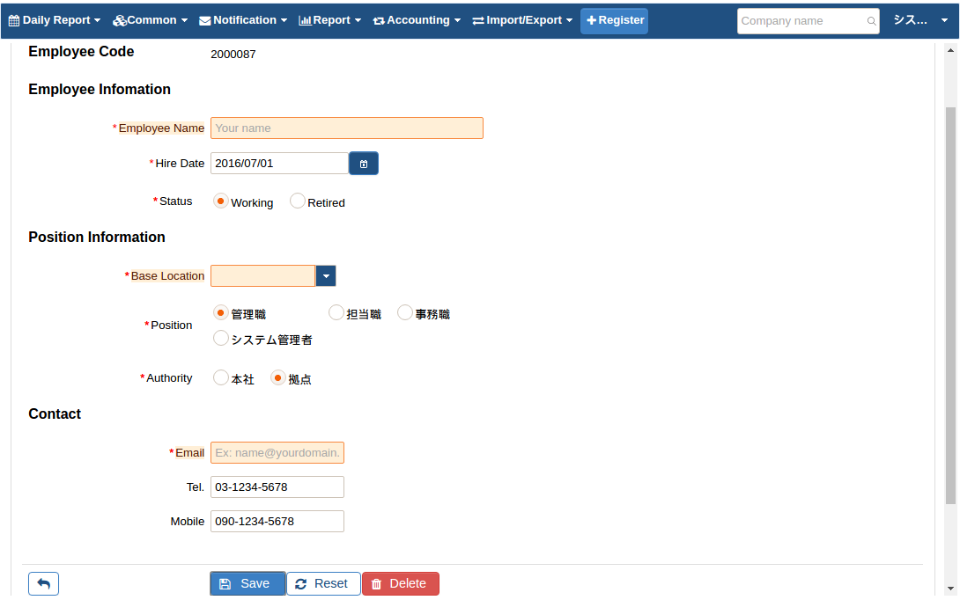 Daily Report Common Notification Report Accounting Import/Export Register Company name シス...
Employee Code 2000087
Employee Infomation
*Employee Name Your name
*Hire Date 2016/07/01
*Status Working Retired
Position Information
*Base Location
*Position 管理職 担当職 事務職
システム管理者
*Authority 本社 拠点
Contact
*Email Ex: name@yourdomain.
Tel. 03-1234-5678
Mobile 090-1234-5678
Save Reset Delete